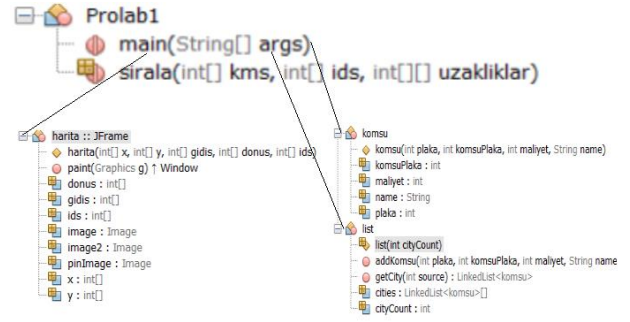 Prolab1
main(String[] args)
sirala(int[] kms, int[] ids, int[][] uzakliklar)
harita :: JFrame
harita(int[] x, int[] y, int[] gidis, int[] donus, int[] ids)
paint(Graphics g) ↑ Window
donus : int[]
gidis : int[]
ids : int[]
image : Image
image2 : Image
pinImage : Image
x : int[]
y : int[]
komsu
komsu(int plaka, int komsuPlaka, int maliyet, String name)
komsuPlaka : int
maliyet : int
name : String
plaka : int
list
list(int cityCount)
addKomsu(int plaka, int komsuPlaka, int maliyet, String name
getCity(int source) : LinkedList<komsu>
cities : LinkedList<komsu>[]
cityCount : int